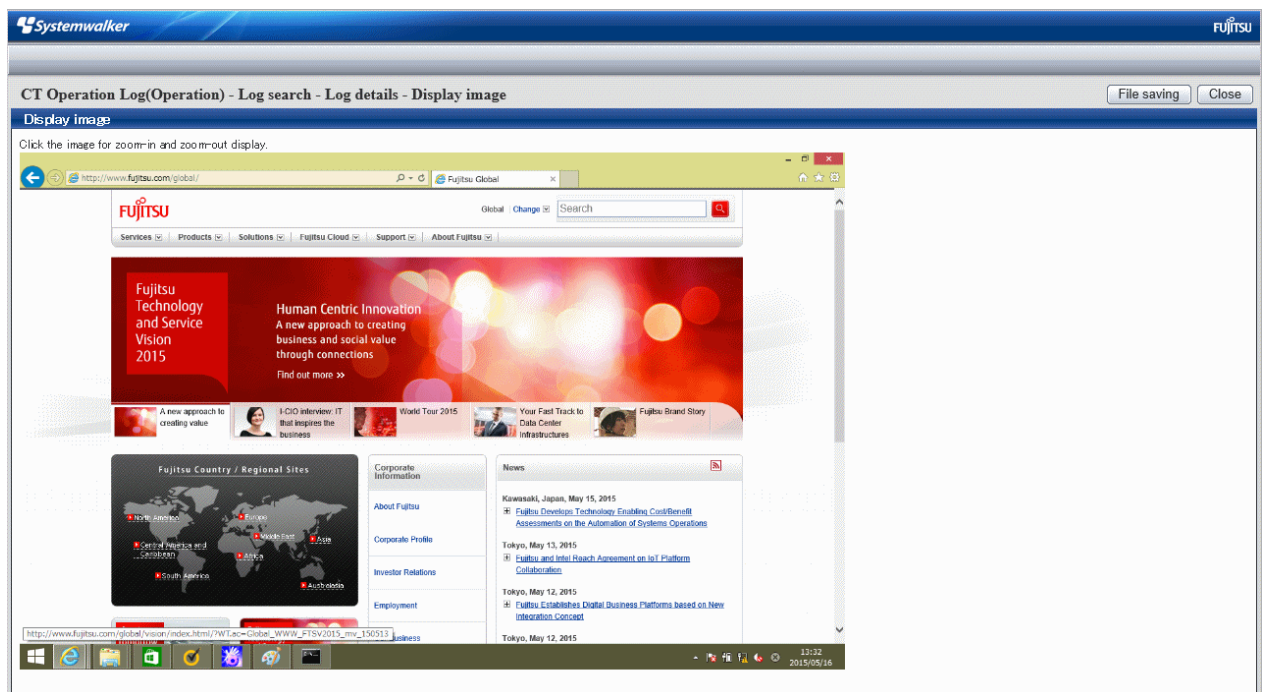 Systemwalker
FUJITSU
CT Operation Log(Operation) - Log search - Log details - Display image
File saving
Close
Display image
Click the image for zoom-in and zoom-out display.
http://www.fujitsu.com/global/
Fujitsu Global
FUJITSU
Global
Change
Search
Services
Products
Solutions
Fujitsu Cloud
Support
About Fujitsu
Fujitsu
Technology
and Service
Vision
2015
Human Centric Innovation
A new approach to creating
business and social value
through connections
Find out more »
A new approach to
creating value
I-CIO interview: IT
that inspires the
business
World Tour 2015
Your Fast Track to
Data Center
Infrastructures
Fujitsu Brand Story
Fujitsu Country / Regional Sites
North America
Europe
Middle East
Asia
Central America and
Caribbean
Africa
South America
Australasia
Corporate
Information
About Fujitsu
Corporate Profile
Investor Relations
Employment
News
Kawasaki, Japan, May 15, 2015
Fujitsu Develops Technology Enabling Cost/Benefit
Assessments on the Automation of Systems Operations
Tokyo, May 13, 2015
Fujitsu and Intel Reach Agreement on IoT Platform
Collaboration
Tokyo, May 12, 2015
Fujitsu Establishes Digital Business Platforms based on New
Integration Concept
Tokyo, May 12, 2015
http://www.fujitsu.com/global/vision/index.html/?WT.ac=Global_WWW_FTSV2015_mv_150513
usiness
13:32
2015/05/16